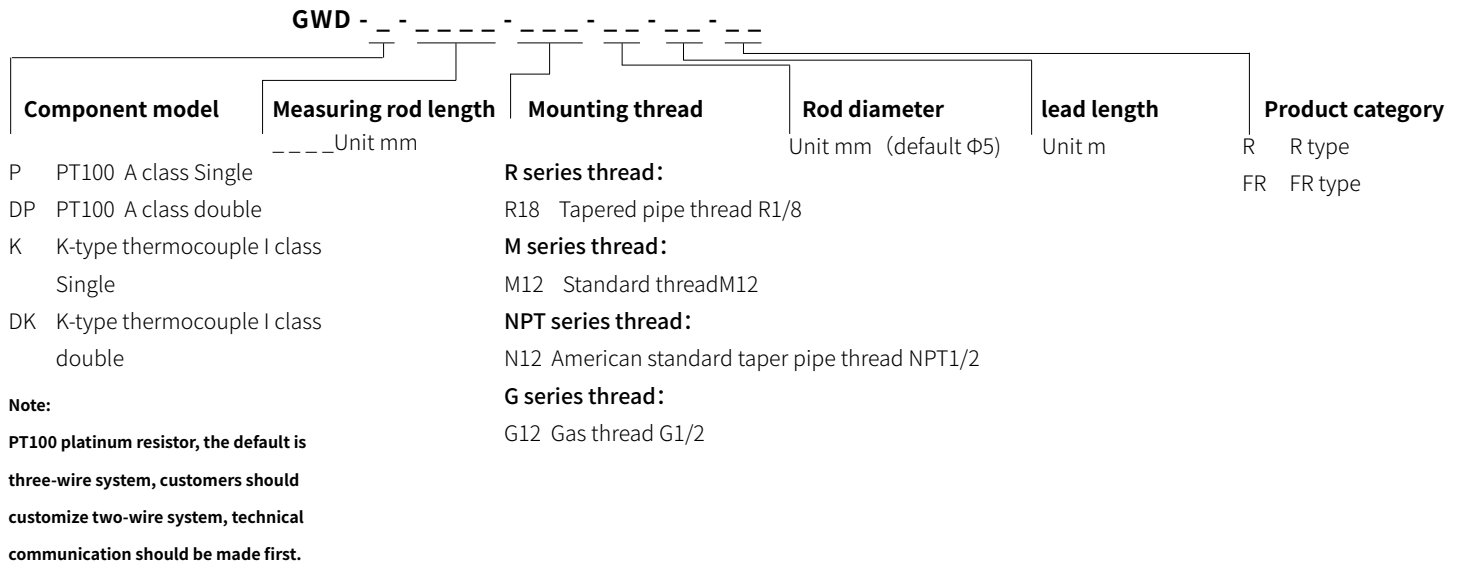 GWD - _ - _ _ _ _ - _ _ _ - _ _ - _ _ - _ _
Component model
P PT100 A class Single
DP PT100 A class double
K K-type thermocouple I class
Single
DK K-type thermocouple I class
double
Note:
PT100 platinum resistor, the default is
three-wire system, customers should
customize two-wire system, technical
communication should be made first.
Measuring rod length
_ _ _ _Unit mm
Mounting thread
R series thread：
R18 Tapered pipe thread R1/8
M series thread：
M12 Standard threadM12
NPT series thread：
N12 American standard taper pipe thread NPT1/2
G series thread：
G12 Gas thread G1/2
Rod diameter
Unit mm（default Φ5)
lead length
Unit m
Product category
R R type
FR FR type